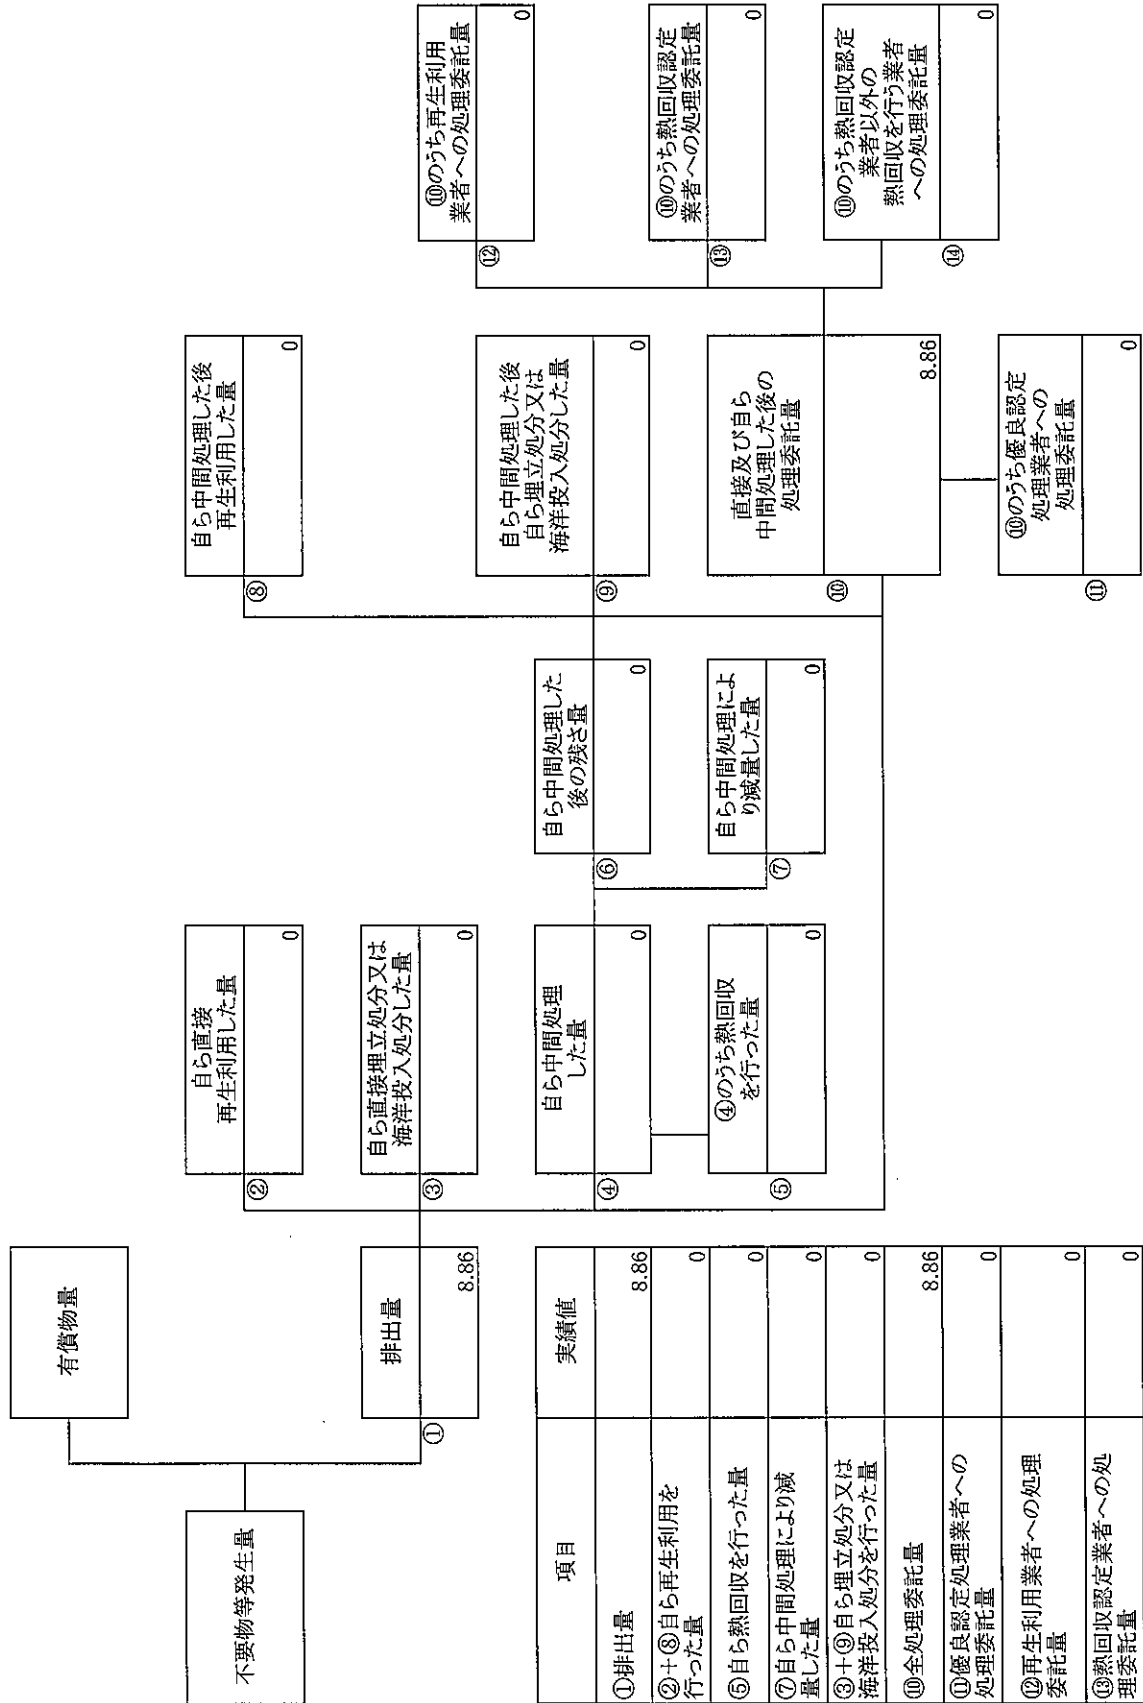 不要物等発生量
有償物量
①
排出量
8.86
②
自ら直接
再生利用した量
0
③
自ら直接埋立処分又は
海洋投入処分した量
0
④
自ら中間処理
した量
0
⑤
④のうち熱回収
を行った量
0
⑥
自ら中間処理した
後の残さ量
0
⑦
自ら中間処理によ
り減量した量
0
⑧
自ら中間処理した後
再生利用した量
0
⑨
自ら中間処理した後
自ら埋立処分又は
海洋投入処分した量
0
⑩
直接及び自ら
中間処理した後の
処理委託量
8.86
⑪
⑩のうち優良認定
処理業者への
処理委託量
0
⑫
⑩のうち再生利用
業者への処理委託量
0
⑬
⑩のうち熱回収認定
業者への処理委託量
0
⑭
⑩のうち熱回収認定
業者以外の
熱回収を行う業者
への処理委託量
0
項目 実績値
①排出量 8.86
②+⑧自ら再生利用を
行った量 0
⑤自ら熱回収を行った量 0
⑦自ら中間処理により減
量した量 0
③+⑨自ら埋立処分又は
海洋投入処分を行った量 0
⑩全処理委託量 8.86
⑪優良認定処理業者への
処理委託量 0
⑫再生利用業者への処理
委託量 0
⑬熱回収認定業者への処
理委託量 0